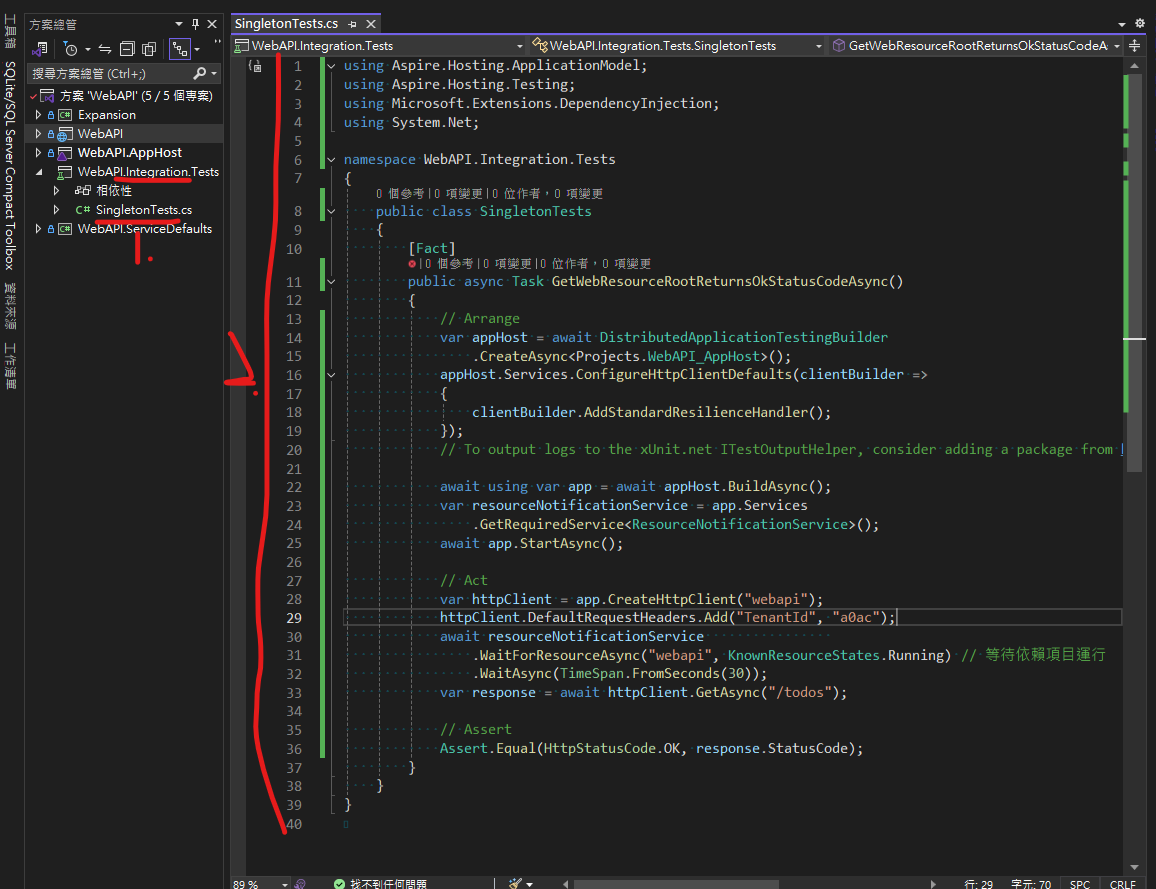 工具箱
SQLite/SQL Server Compact Toolbox
資料來源
工作清單
方案總管
搜尋方案總管 (Ctrl+;)
方案 'WebAPI' (5 / 5 個專案)
Expansion
WebAPI
WebAPI.AppHost
WebAPI.Integration.Tests
相依性
C# SingletonTests.cs
WebAPI.ServiceDefaults
SingletonTests.cs
WebAPI.Integration.Tests
WebAPI.Integration.Tests.SingletonTests
GetWebResourceRootReturnsOkStatusCodeA
1 using Aspire.Hosting.ApplicationModel;
2 using Aspire.Hosting.Testing;
3 using Microsoft.Extensions.DependencyInjection;
4 using System.Net;
5
6 namespace WebAPI.Integration.Tests
7 {
0 個參考|0 項變更|0 位作者，0 項變更
8 public class SingletonTests
9 {
10 [Fact]
|0 個參考|0 項變更|0 位作者，0 項變更
11 public async Task GetWebResourceRootReturnsOkStatusCodeAsync()
12 {
13 // Arrange
14 var appHost = await DistributedApplicationTestingBuilder
15 .CreateAsync<Projects.WebAPI_AppHost>();
16 appHost.Services.ConfigureHttpClientDefaults(clientBuilder =>
17 {
18 clientBuilder.AddStandardResilienceHandler();
19 });
20 // To output logs to the xUnit.net ITestOutputHelper, consider adding a package from
21
22 await using var app = await appHost.BuildAsync();
23 var resourceNotificationService = app.Services
24 .GetRequiredService<ResourceNotificationService>();
25 await app.StartAsync();
26
27 // Act
28 var httpClient = app.CreateHttpClient("webapi");
29 httpClient.DefaultRequestHeaders.Add("TenantId", "a0ac");
30 await resourceNotificationService
31 .WaitForResourceAsync("webapi", KnownResourceStates.Running) // 等待依賴項目運行
32 .WaitAsync(TimeSpan.FromSeconds(30));
33 var response = await httpClient.GetAsync("/todos");
34
35 // Assert
36 Assert.Equal(HttpStatusCode.OK, response.StatusCode);
37 }
38 }
39 }
40
89 % 找不到任何問題 行: 29 字元: 70 SPC CRLF